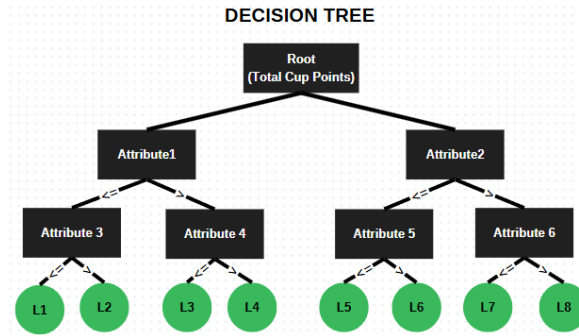 DECISION TREE
Root
(Total Cup Points)
Attribute1
Attribute2
Attribute 3
Attribute 4
Attribute 5
Attribute 6
L1
L2
L3
L4
L5
L6
L7
L8